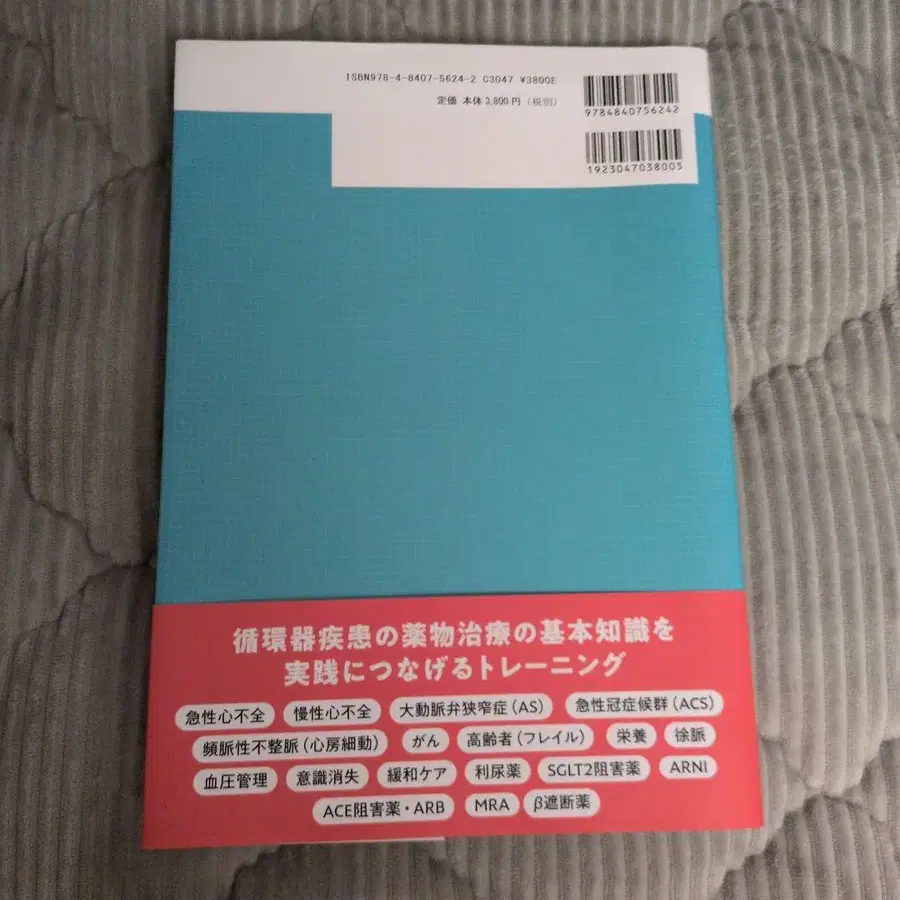 ISBN978-4-8407-5624-2 C3047 ¥3800E
定価 本体3,800円（税別）
9784840756242
1923047038005
循環器疾患の薬物治療の基本知識を
実践につなげるトレーニング
急性心不全 慢性心不全 大動脈弁狭窄症（AS） 急性冠症候群（ACS）
頻脈性不整脈（心房細動） がん 高齢者（フレイル） 栄養 徐脈
血圧管理 意識消失 緩和ケア 利尿薬 SGLT2阻害薬 ARNI
ACE阻害薬・ARB MRA β遮断薬